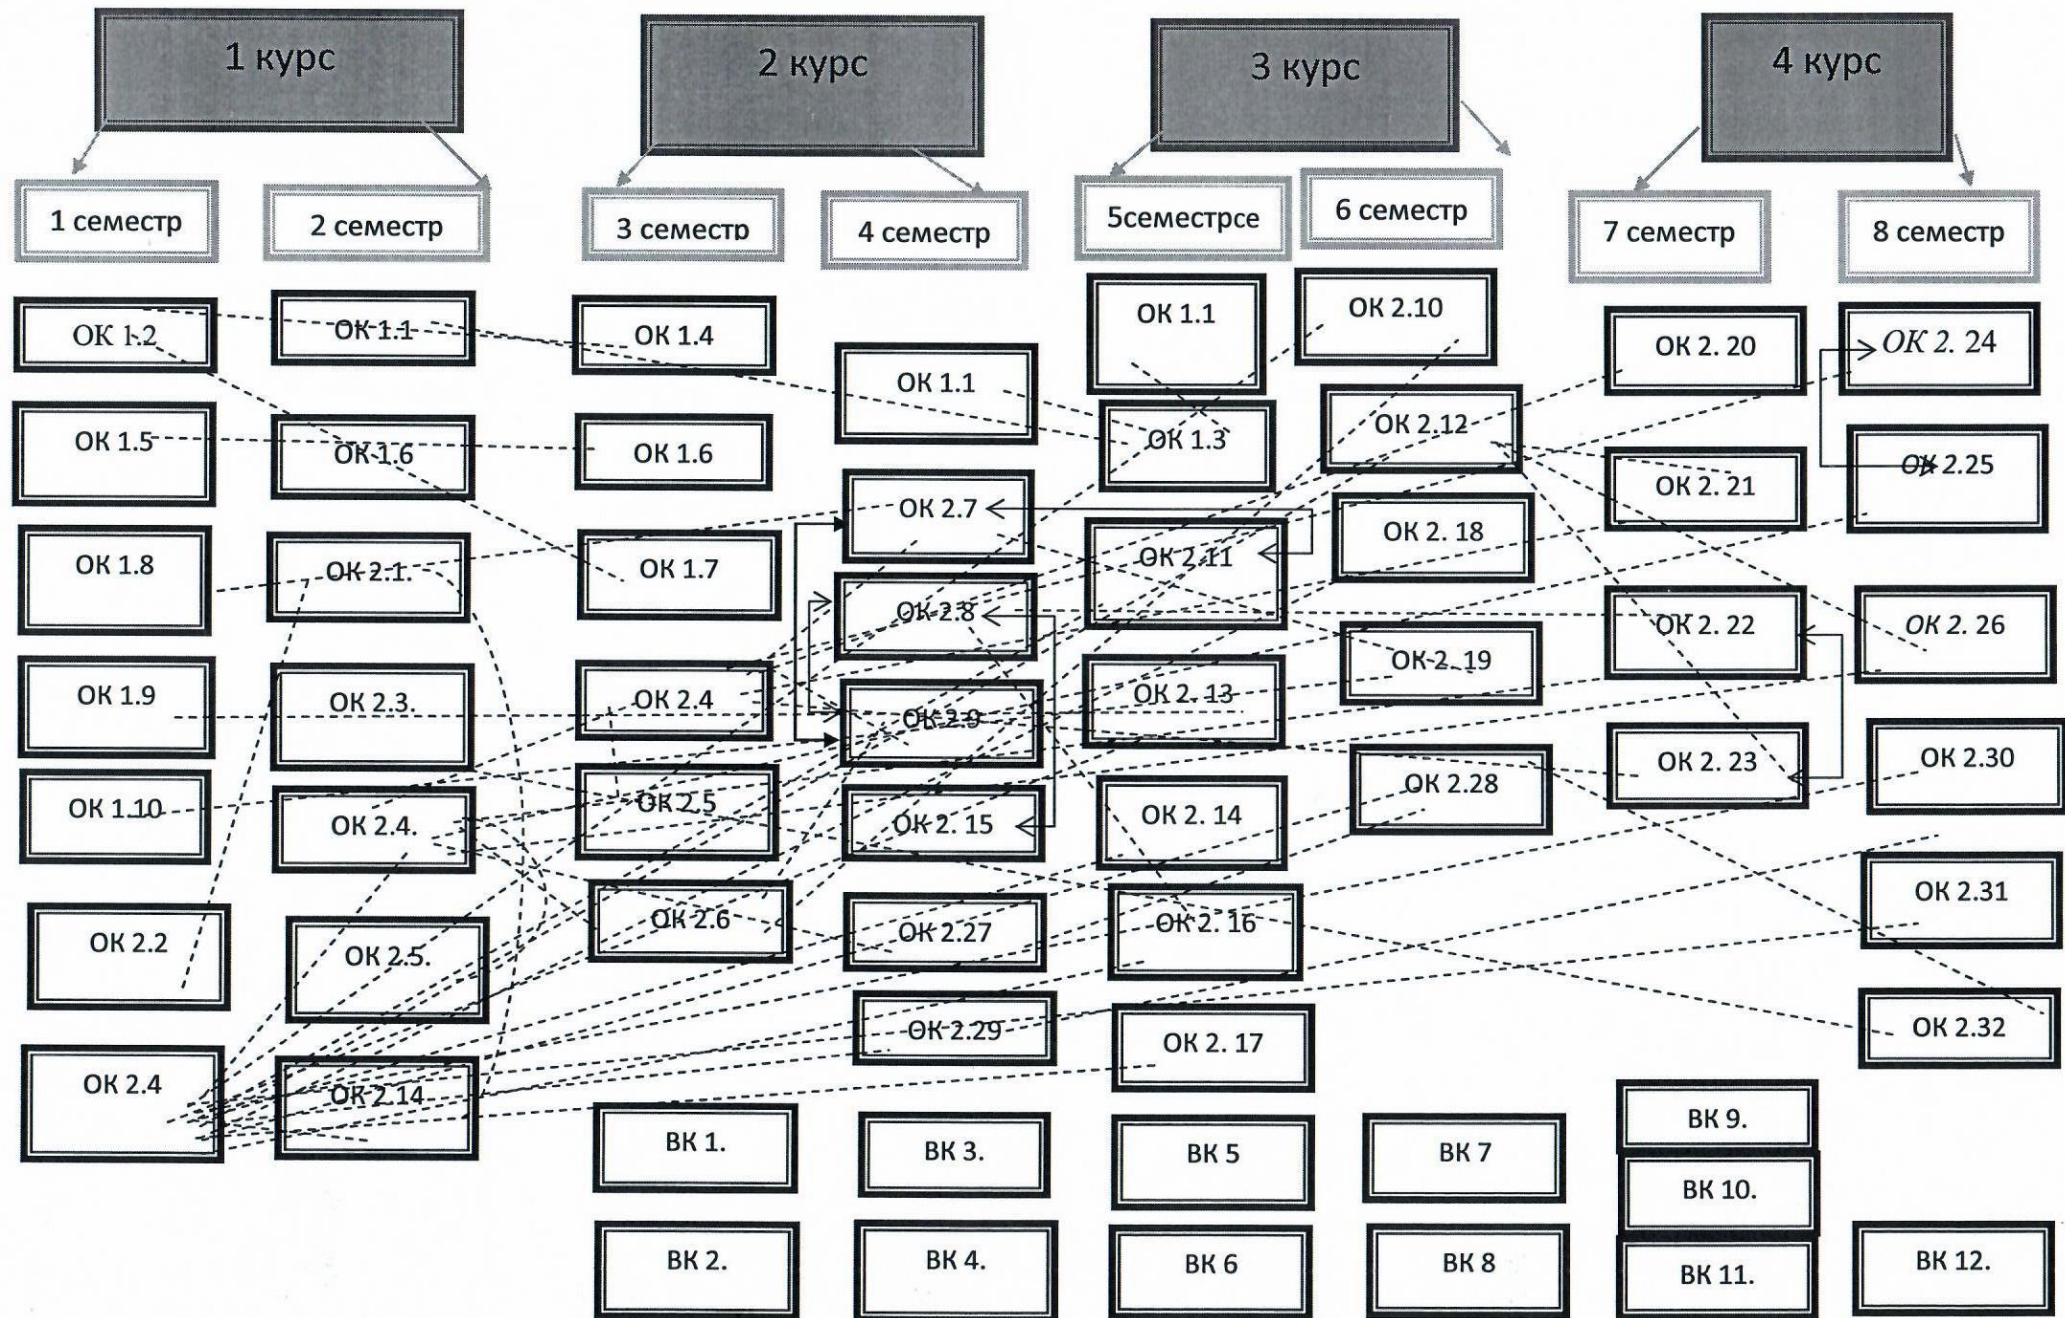 1 курс
2 курс
3 курс
4 курс
1 семестр
2 семестр
3 семестр
4 семестр
5семестрсе
6 семестр
7 семестр
8 семестр
ОК 1.2
ОК 1.5
ОК 1.8
ОК 1.9
ОК 1.10
ОК 2.2
ОК 2.4
ОК 1.1
ОК 1.6
ОК 2.1.
ОК 2.3.
ОК 2.4.
ОК 2.5.
ОК 2.14
ОК 1.4
ОК 1.6
ОК 1.7
ОК 2.4
ОК 2.5
ОК 2.6
ВК 1.
ВК 2.
ОК 1.1
ОК 2.7
ОК 2.8
ОК 2.9
ОК 2. 15
ОК 2.27
ОК 2.29
ВК 3.
ВК 4.
ОК 1.1
ОК 1.3
ОК 2.11
ОК 2. 13
ОК 2. 14
ОК 2. 16
ОК 2. 17
ВК 5
ВК 6
ОК 2.10
ОК 2.12
ОК 2. 18
ОК 2. 19
ОК 2.28
ВК 7
ВК 8
ОК 2. 20
ОК 2. 21
ОК 2. 22
ОК 2. 23
ВК 9.
ВК 10.
ВК 11.
ОК 2. 24
ОК 2.25
ОК 2. 26
ОК 2.30
ОК 2.31
ОК 2.32
ВК 12.